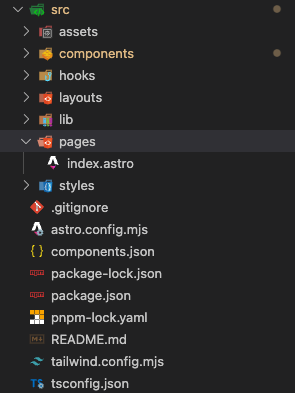 src
assets
components
hooks
layouts
lib
pages
index.astro
styles
.gitignore
astro.config.mjs
{ } components.json
package-lock.json
package.json
pnpm-lock.yaml
README.md
tailwind.config.mjs
TS tsconfig.json